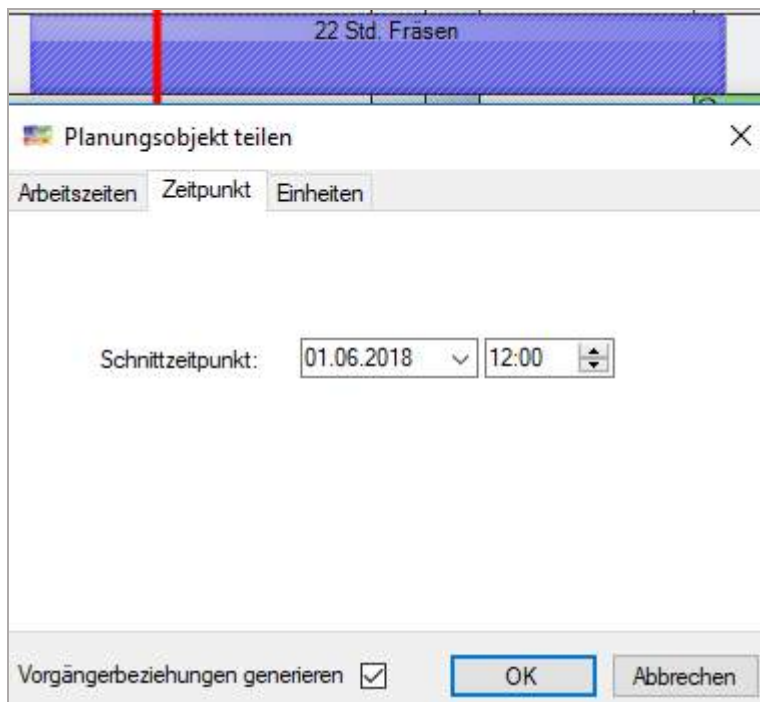 22 Std. Fräsen
Planungsobjekt teilen
Arbeitszeiten Zeitpunkt Einheiten
Schnittzeitpunkt: 01.06.2018 12:00
Vorgängerbeziehungen generieren OK Abbrechen